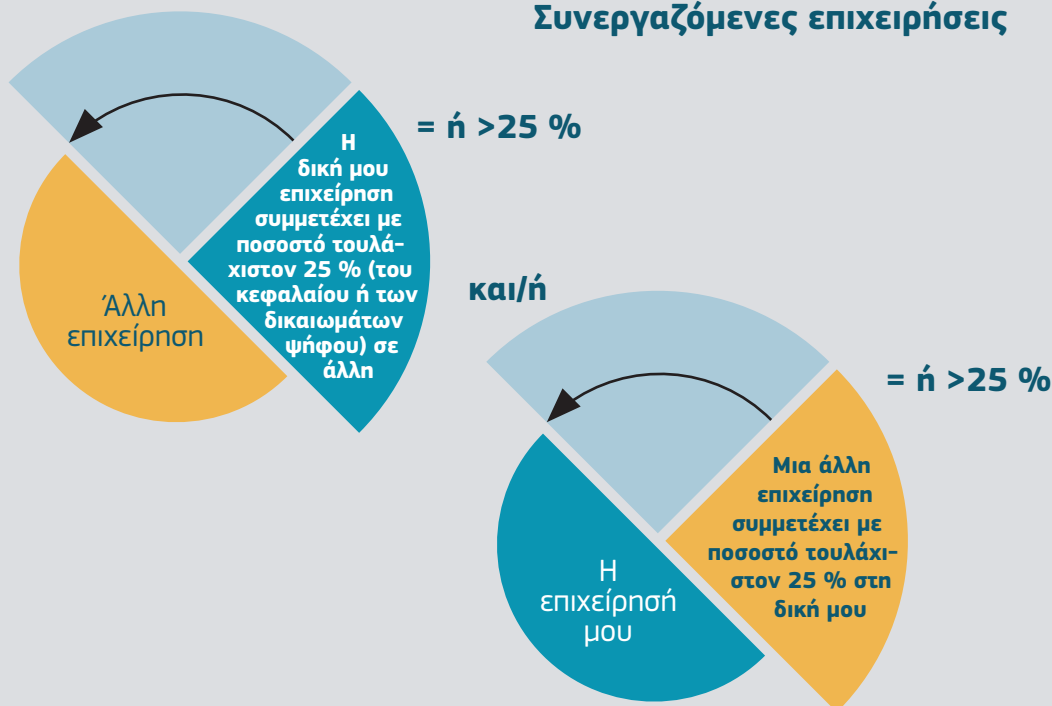 Συνεργαζόμενες επιχειρήσεις
= ή >25 %
Η
δική μου
επιχείρηση
συμμετέχει με
ποσοστό τουλά-
χιστον 25 % (του
κεφαλαίου ή των
δικαιωμάτων
ψήφου) σε
άλλη
Άλλη
επιχείρηση
και/ή
= ή >25 %
Μια άλλη
επιχείρηση
συμμετέχει με
ποσοστό τουλάχι-
στον 25 % στη
δική μου
Η
επιχείρησή
μου